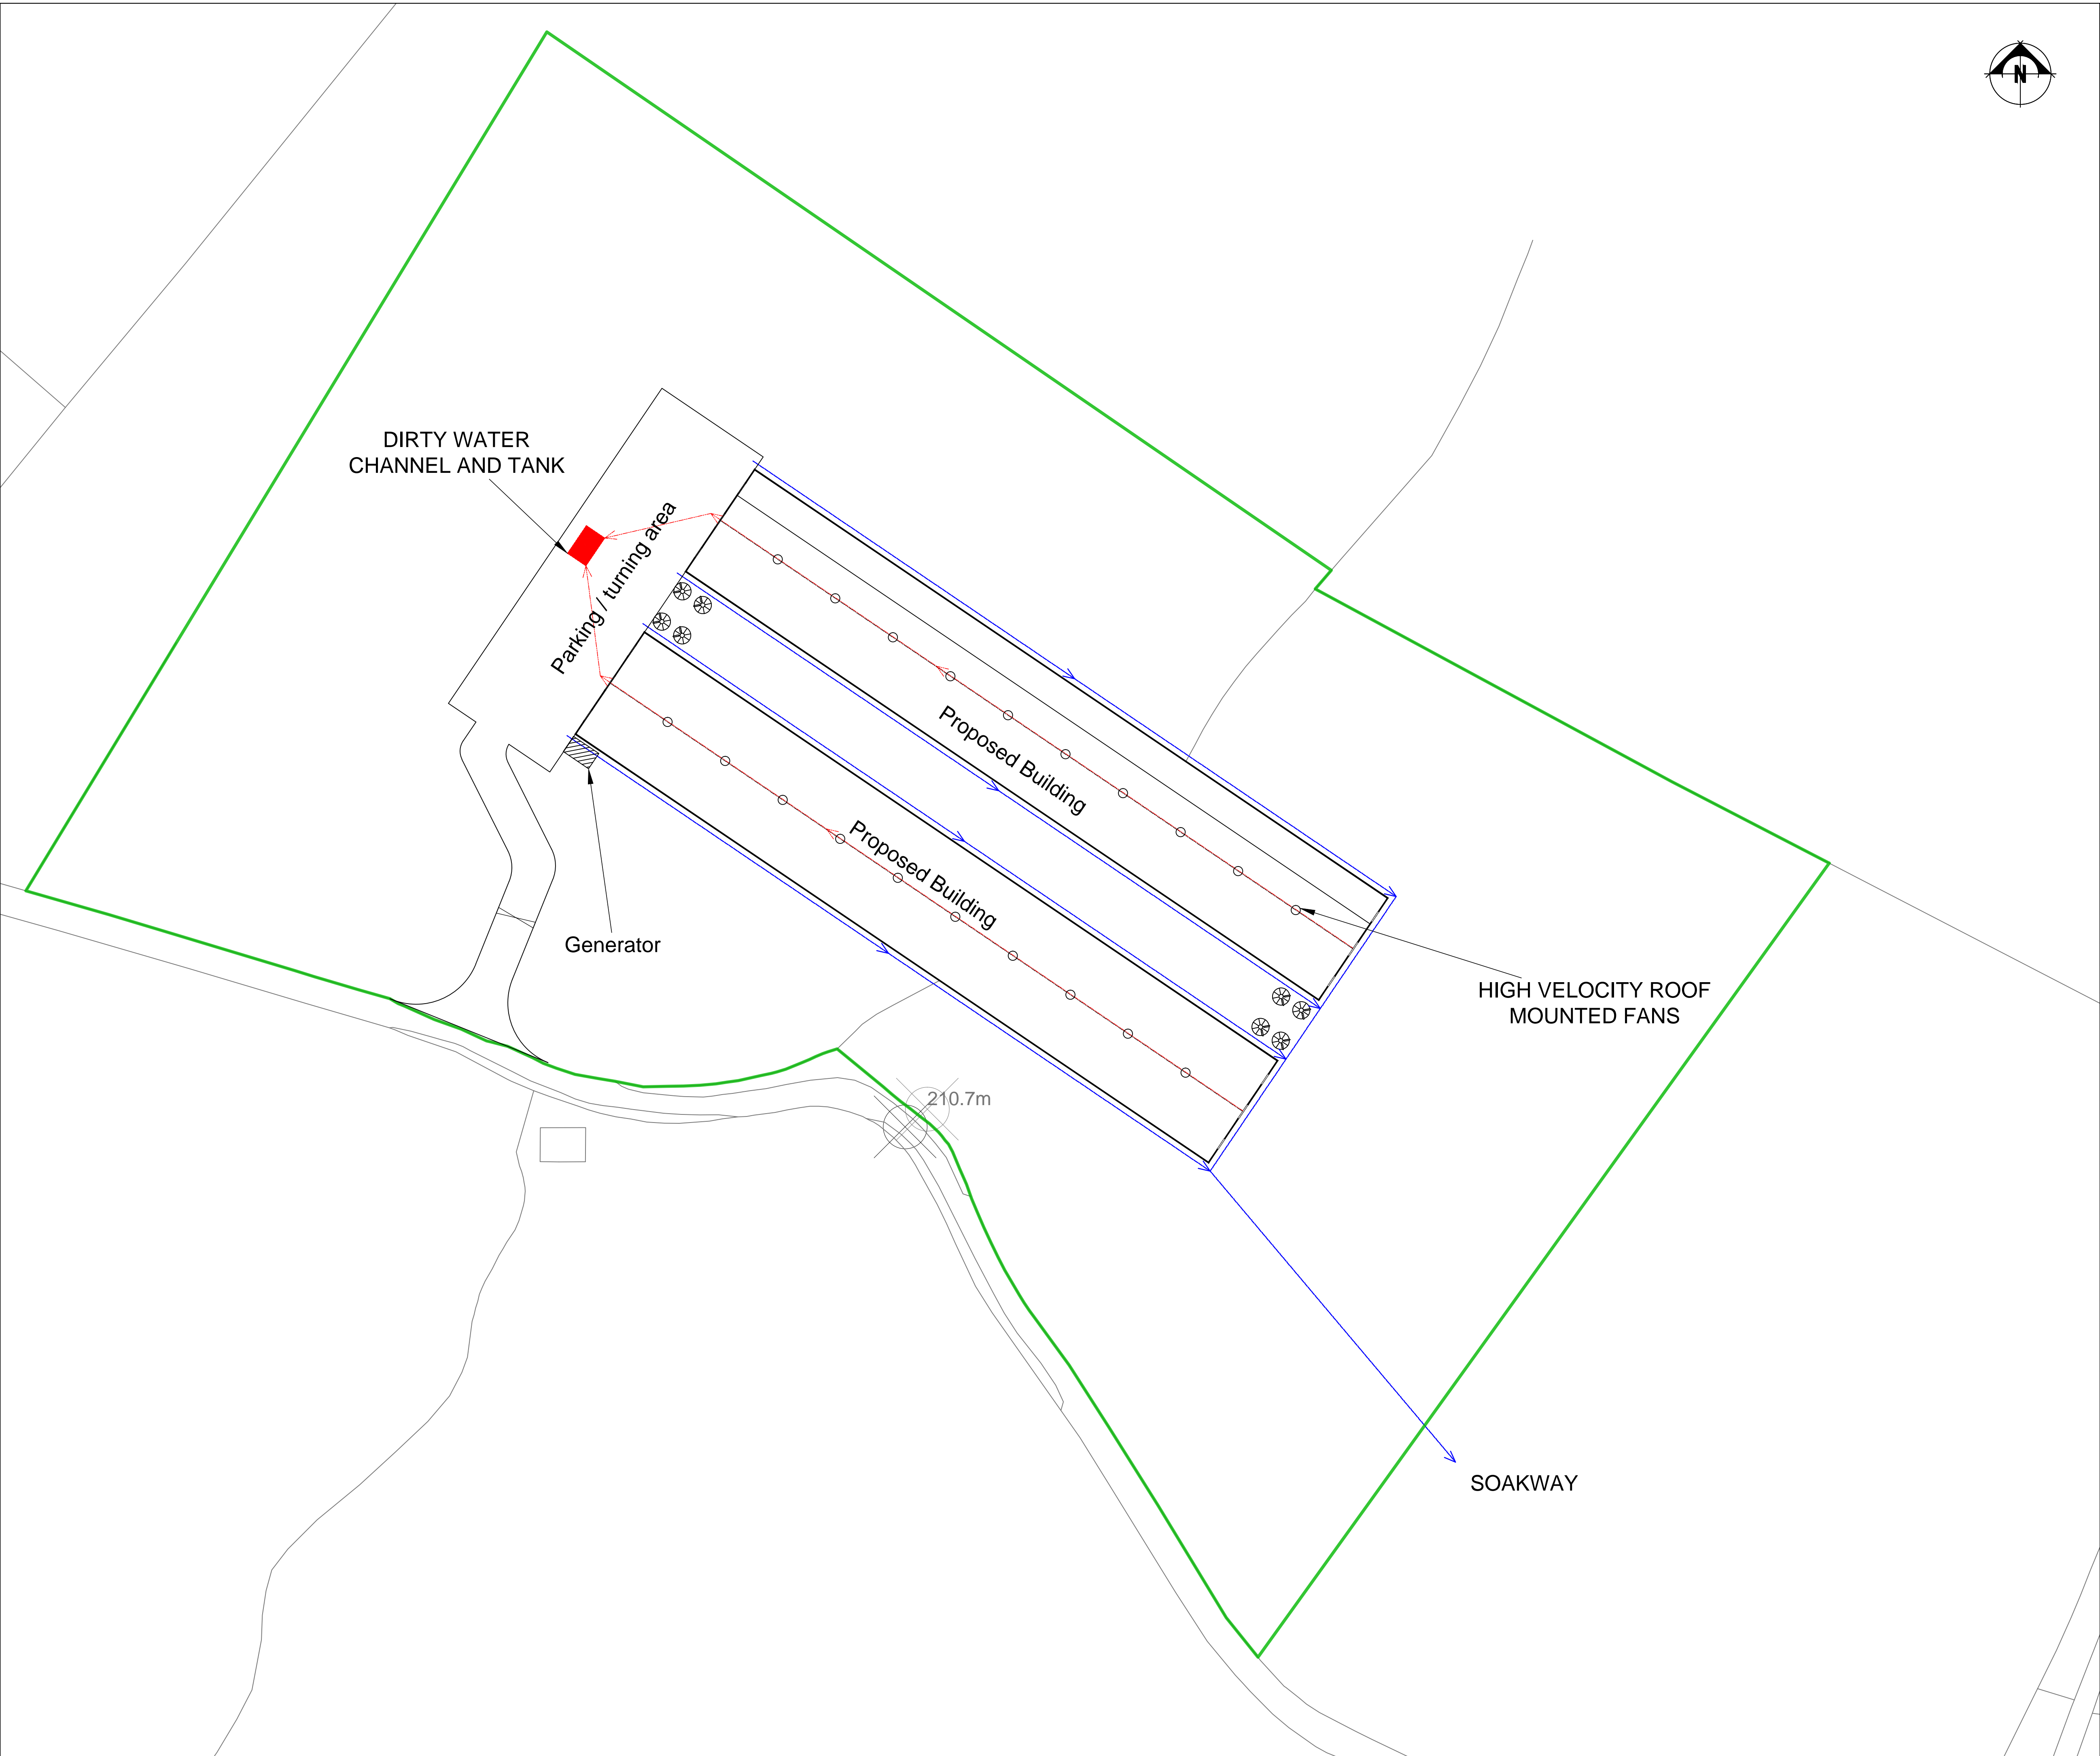 N
DIRTY WATER
CHANNEL AND TANK
Parking / turning area
Proposed Building
Proposed Building
Generator
HIGH VELOCITY ROOF
MOUNTED FANS
210.7m
SOAKWAY